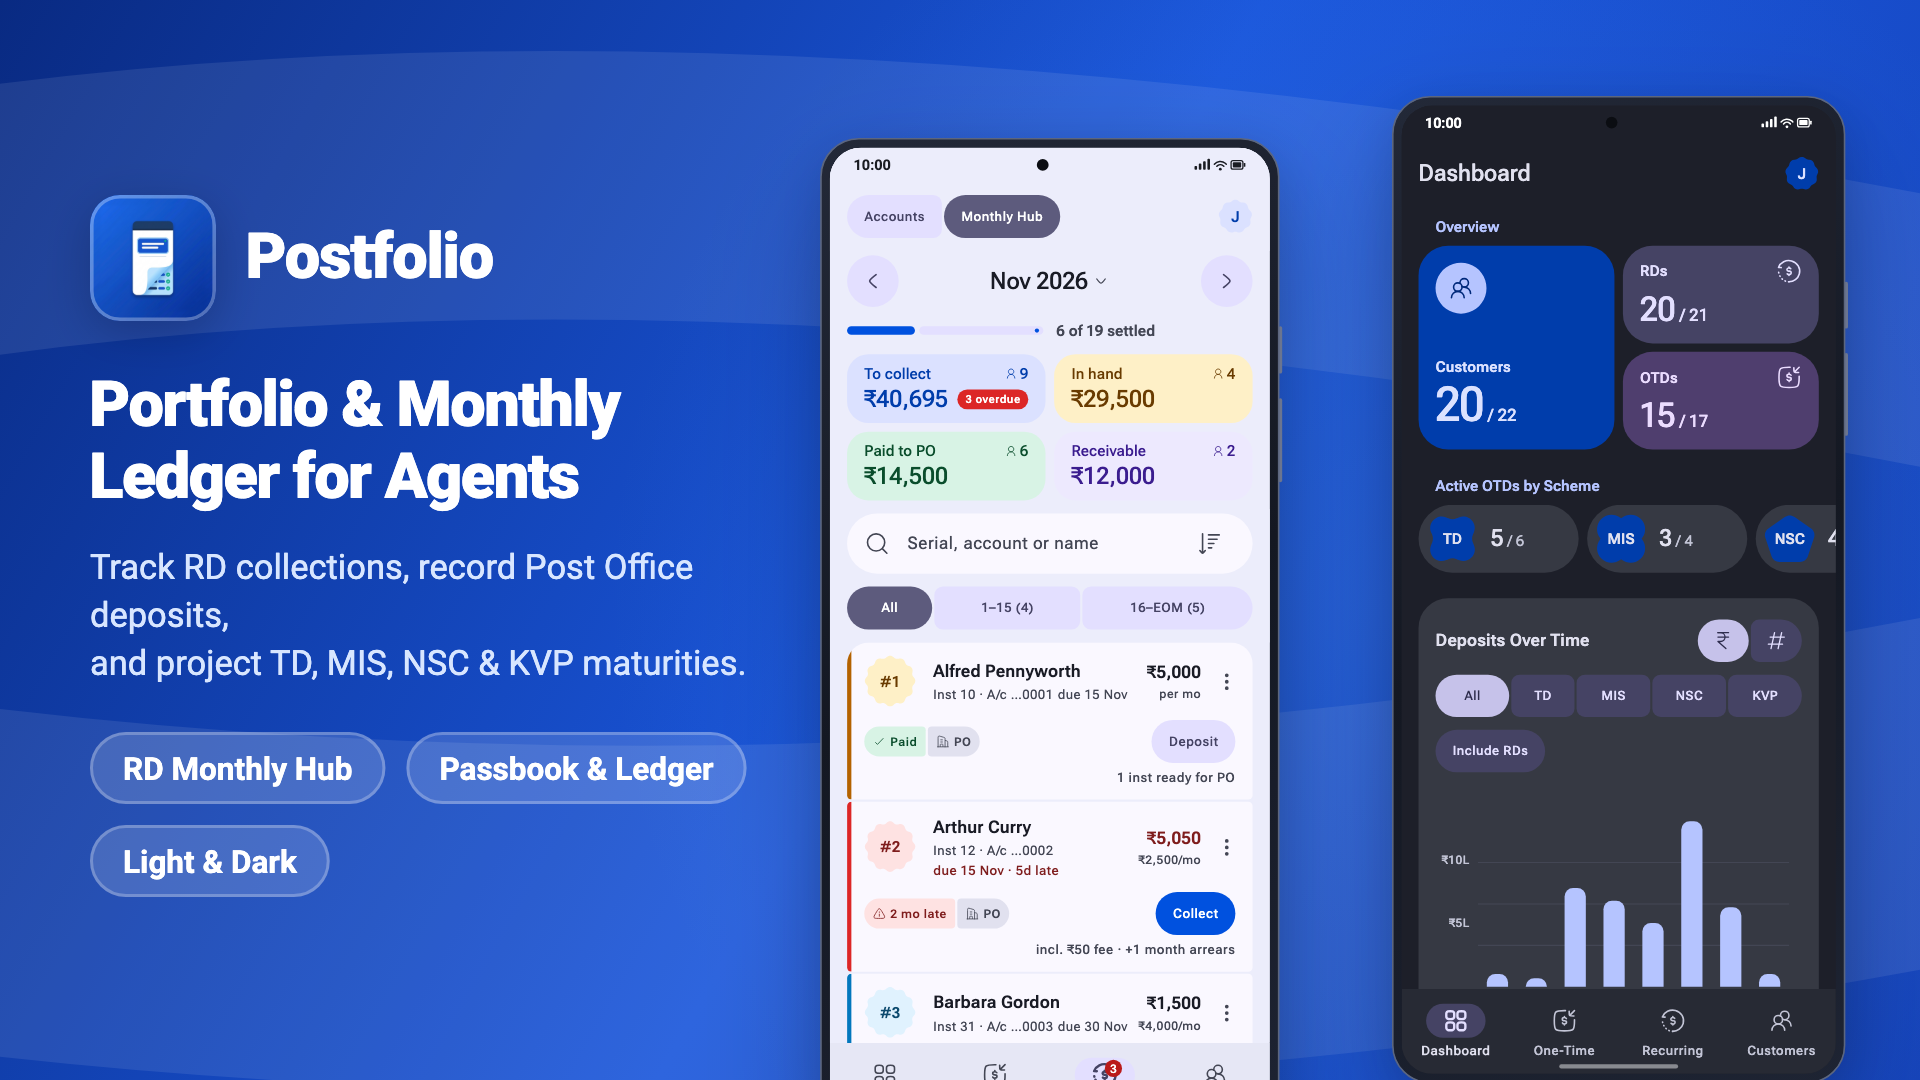 Postfolio
Portfolio & Monthly
Ledger for Agents
Track RD collections, record Post Office
deposits,
and project TD, MIS, NSC & KVP maturities.
RD Monthly Hub
Passbook & Ledger
Light & Dark
10:00
Accounts
Monthly Hub
J
Nov 2026
6 of 19 settled
To collect
9
₹40,695
3 overdue
In hand
4
₹29,500
Paid to PO
6
₹14,500
Receivable
2
₹12,000
Serial, account or name
All
1–15 (4)
16–EOM (5)
#1
Alfred Pennyworth
₹5,000
Inst 10 · A/c ...0001 due 15 Nov
per mo
Paid
PO
Deposit
1 inst ready for PO
#2
Arthur Curry
₹5,050
Inst 12 · A/c ...0002
₹2,500/mo
due 15 Nov · 5d late
2 mo late
PO
Collect
incl. ₹50 fee · +1 month arrears
#3
Barbara Gordon
₹1,500
Inst 31 · A/c ...0003 due 30 Nov
₹4,000/mo
3
10:00
Dashboard
J
Overview
Customers
20 / 22
RDs
20 / 21
OTDs
15 / 17
Active OTDs by Scheme
TD
5 / 6
MIS
3 / 4
NSC
4
Deposits Over Time
₹
#
All
TD
MIS
NSC
KVP
Include RDs
₹10L
₹5L
Dashboard
One-Time
Recurring
Customers